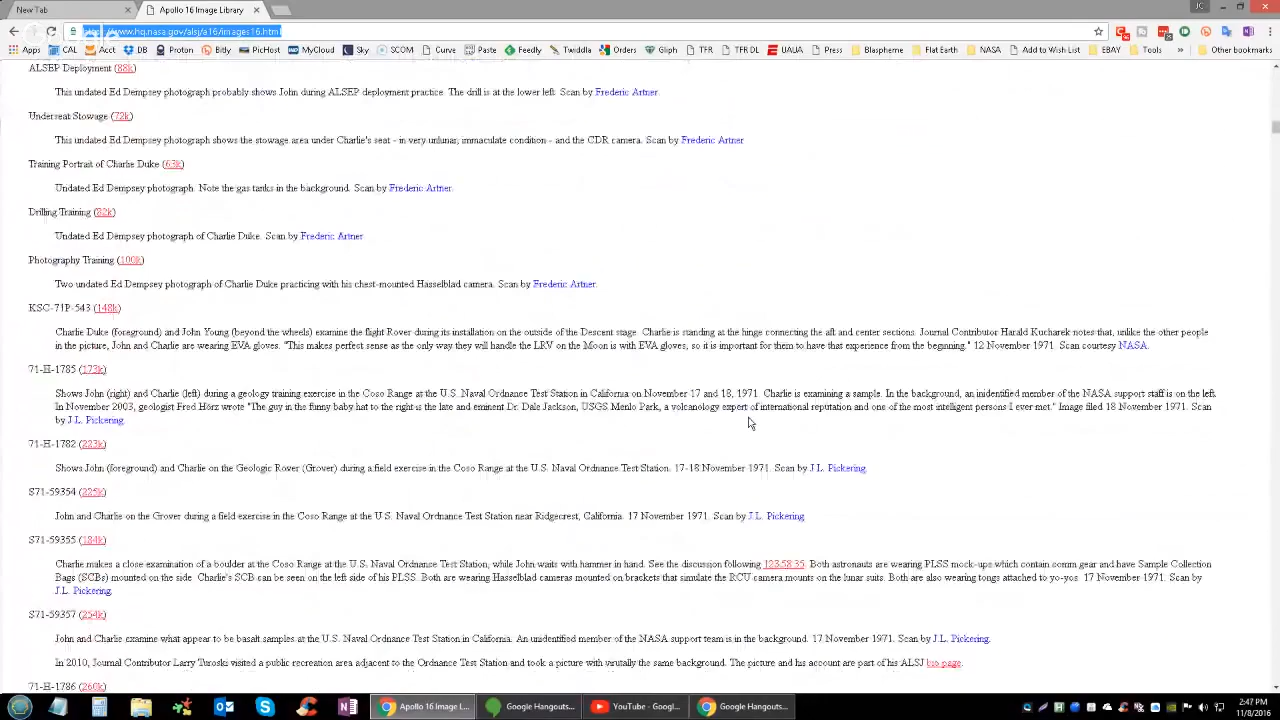 New Tab
Apollo 16 Image Library
JC
www.hq.nasa.gov/alsj/a16/images16.html
Apps CAL Acct DB Proton Bing PicHost MyCloud Sky SCOM Paste Feedly Twiddla Orders Gliph TFR TFR DL UAUA Press Blaspheme Flat Earth NASA Add to Wish List EBAY Tools » Other bookmarks
ALSEP Deployment (88k)
This undated Ed Dempsey photograph probably shows John during ALSEP deployment practice. The drill is at the lower left. Scan by Frederic Artner.
Underseat Stowage (72k)
This undated Ed Dempsey photograph shows the stowage area under Charlie's seat - in very unlunar, immaculate condition - and the CDR camera. Scan by Frederic Artner
Training Portrait of Charlie Duke (63k)
Undated Ed Dempsey photograph. Note the gas tanks in the background. Scan by Frederic Artner.
Drilling Training (82k)
Undated Ed Dempsey photograph of Charlie Duke. Scan by Frederic Artner.
Photography Training (100k)
Two undated Ed Dempsey photograph of Charlie Duke practicing with his chest-mounted Hasselblad camera. Scan by Frederic Artner.
KSC-71P-543 (148k)
Charlie Duke (foreground) and John Young (beyond the wheels) examine the flight Rover during its installation on the outside of the Descent stage. Charlie is standing at the hinge connecting the aft and center sections. Journal Contributor Harald Kucharek notes that, unlike the other people
in the picture, John and Charlie are wearing EVA gloves. "This makes perfect sense as the only way they will handle the LRV on the Moon is with EVA gloves, so it is important for them to have that experience from the beginning." 12 November 1971. Scan courtesy NASA.
71-H-1785 (173k)
Shows John (right) and Charlie (left) during a geology training exercise in the Coso Range at the U.S. Naval Ordnance Test Station in California on November 17 and 18, 1971. Charlie is examining a sample. In the background, an inidentified member of the NASA support staff is on the left.
In November 2003, geologist Fred Hörz wrote "The guy in the funny baby hat to the right is the late and eminent Dr. Dale Jackson, USGS Menlo Park, a volcanology expert of international reputation and one of the most intelligent persons I ever met." Image filed 18 November 1971. Scan
by J.L. Pickering.
71-H-1782 (223k)
Shows John (foreground) and Charlie on the Geologic Rover (Grover) during a field exercise in the Coso Range at the U.S. Naval Ordnance Test Station. 17-18 November 1971. Scan by J.L. Pickering.
S71-59354 (225k)
John and Charlie on the Grover during a field exercise in the Coso Range at the U.S. Naval Ordnance Test Station near Ridgecrest, California. 17 November 1971. Scan by J.L. Pickering.
S71-59355 (184k)
Charlie makes a close examination of a boulder at the Coso Range at the U.S. Naval Ordnance Test Station, while John waits with hammer in hand. See the discussion following 123:58:35. Both astronauts are wearing PLSS mock-ups which contain comm gear and have Sample Collection
Bags (SCBs) mounted on the side. Charlie's SCB can be seen on the left side of his PLSS. Both are wearing Hasselblad cameras mounted on brackets that simulate the RCU camera mounts on the lunar suits. Both are also wearing tongs attached to yo-yos. 17 November 1971. Scan by
J.L. Pickering.
S71-59357 (254k)
John and Charlie examine what appear to be basalt samples at the U.S. Naval Ordnance Test Station in California. An unidentified member of the NASA support team is in the background. 17 November 1971. Scan by J.L. Pickering.
In 2010, Journal Contributor Larry Turoski visited a public recreation area adjacent to the Ordnance Test Station and took a picture with virutally the same background. The picture and his account are part of his ALSJ bio page.
71-H-1786 (260k)
Apollo 16 Image L... Google Hangouts... YouTube - Googl... Google Hangouts...
2:47 PM
11/8/2016